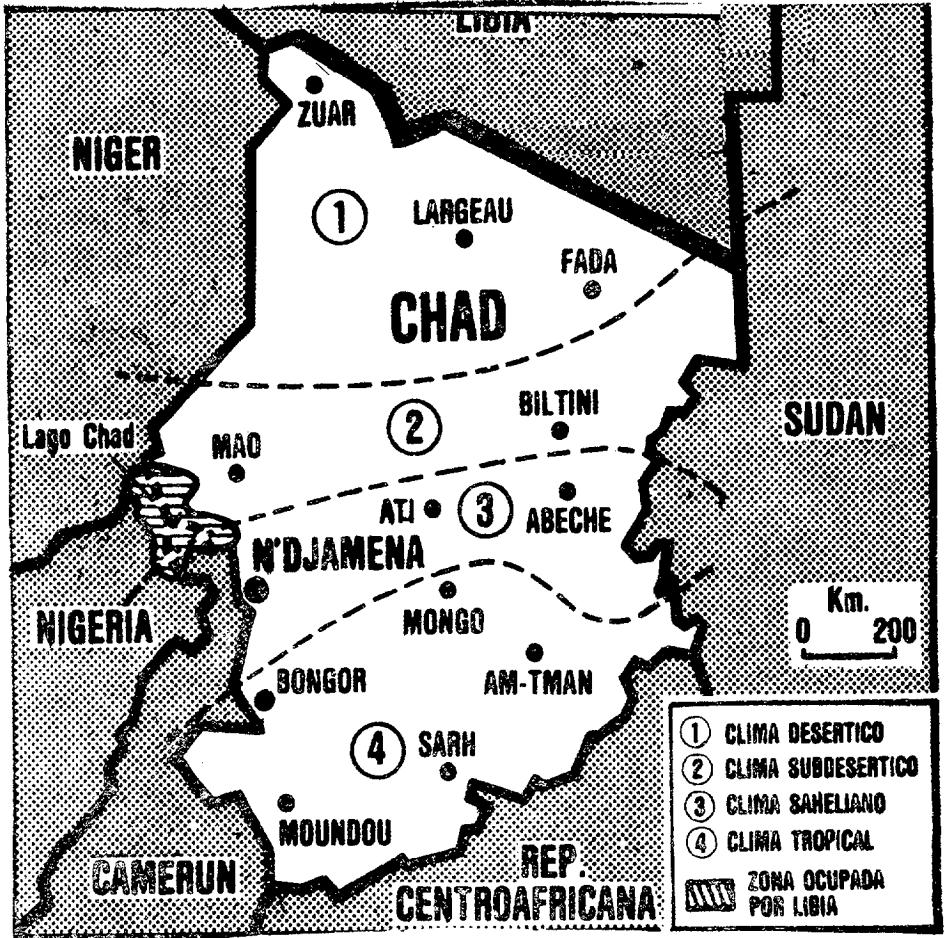 LIBIA
ZUAR
NIGER
1
LARGEAU
FADA
CHAD
BILTINI
2
SUDAN
Lago Chad
MAO
ATI
3
ABECHE
N'DJAMENA
MONGO
Km.
0 200
NIGERIA
BONGOR
AM-TMAN
4
SARH
MOUNDOU
CAMERUN
REP.
CENTROAFRICANA
1 CLIMA DESERTICO
2 CLIMA SUBDESERTICO
3 CLIMA SAHELIANO
4 CLIMA TROPICAL
ZONA OCUPADA
POR LIBIA